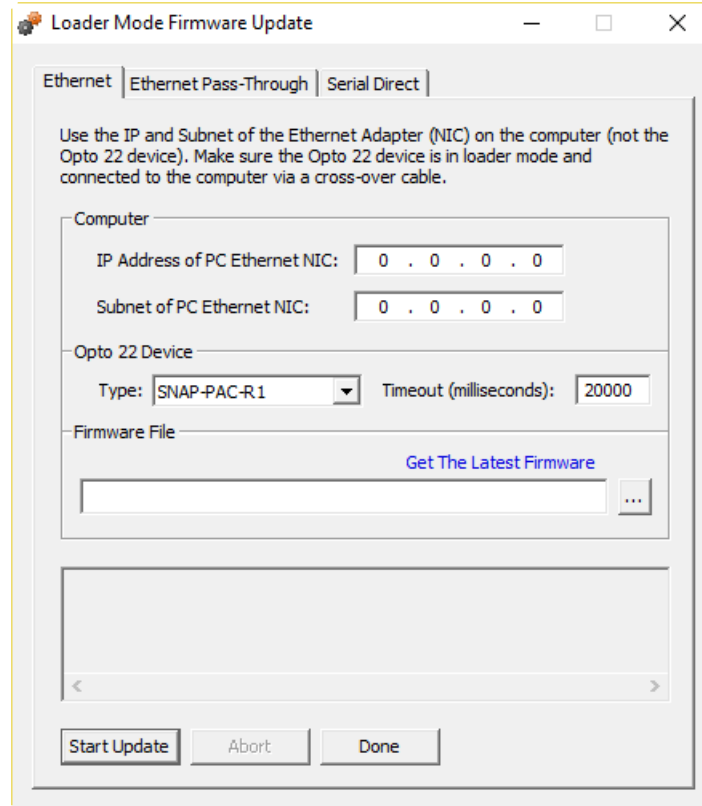 Loader Mode Firmware Update
Ethernet Ethernet Pass-Through Serial Direct
Use the IP and Subnet of the Ethernet Adapter (NIC) on the computer (not the
Opto 22 device). Make sure the Opto 22 device is in loader mode and
connected to the computer via a cross-over cable.
Computer
IP Address of PC Ethernet NIC: 0 . 0 . 0 . 0
Subnet of PC Ethernet NIC: 0 . 0 . 0 . 0
Opto 22 Device
Type: SNAP-PAC-R1 Timeout (milliseconds): 20000
Firmware File
Get The Latest Firmware
...
Start Update Abort Done